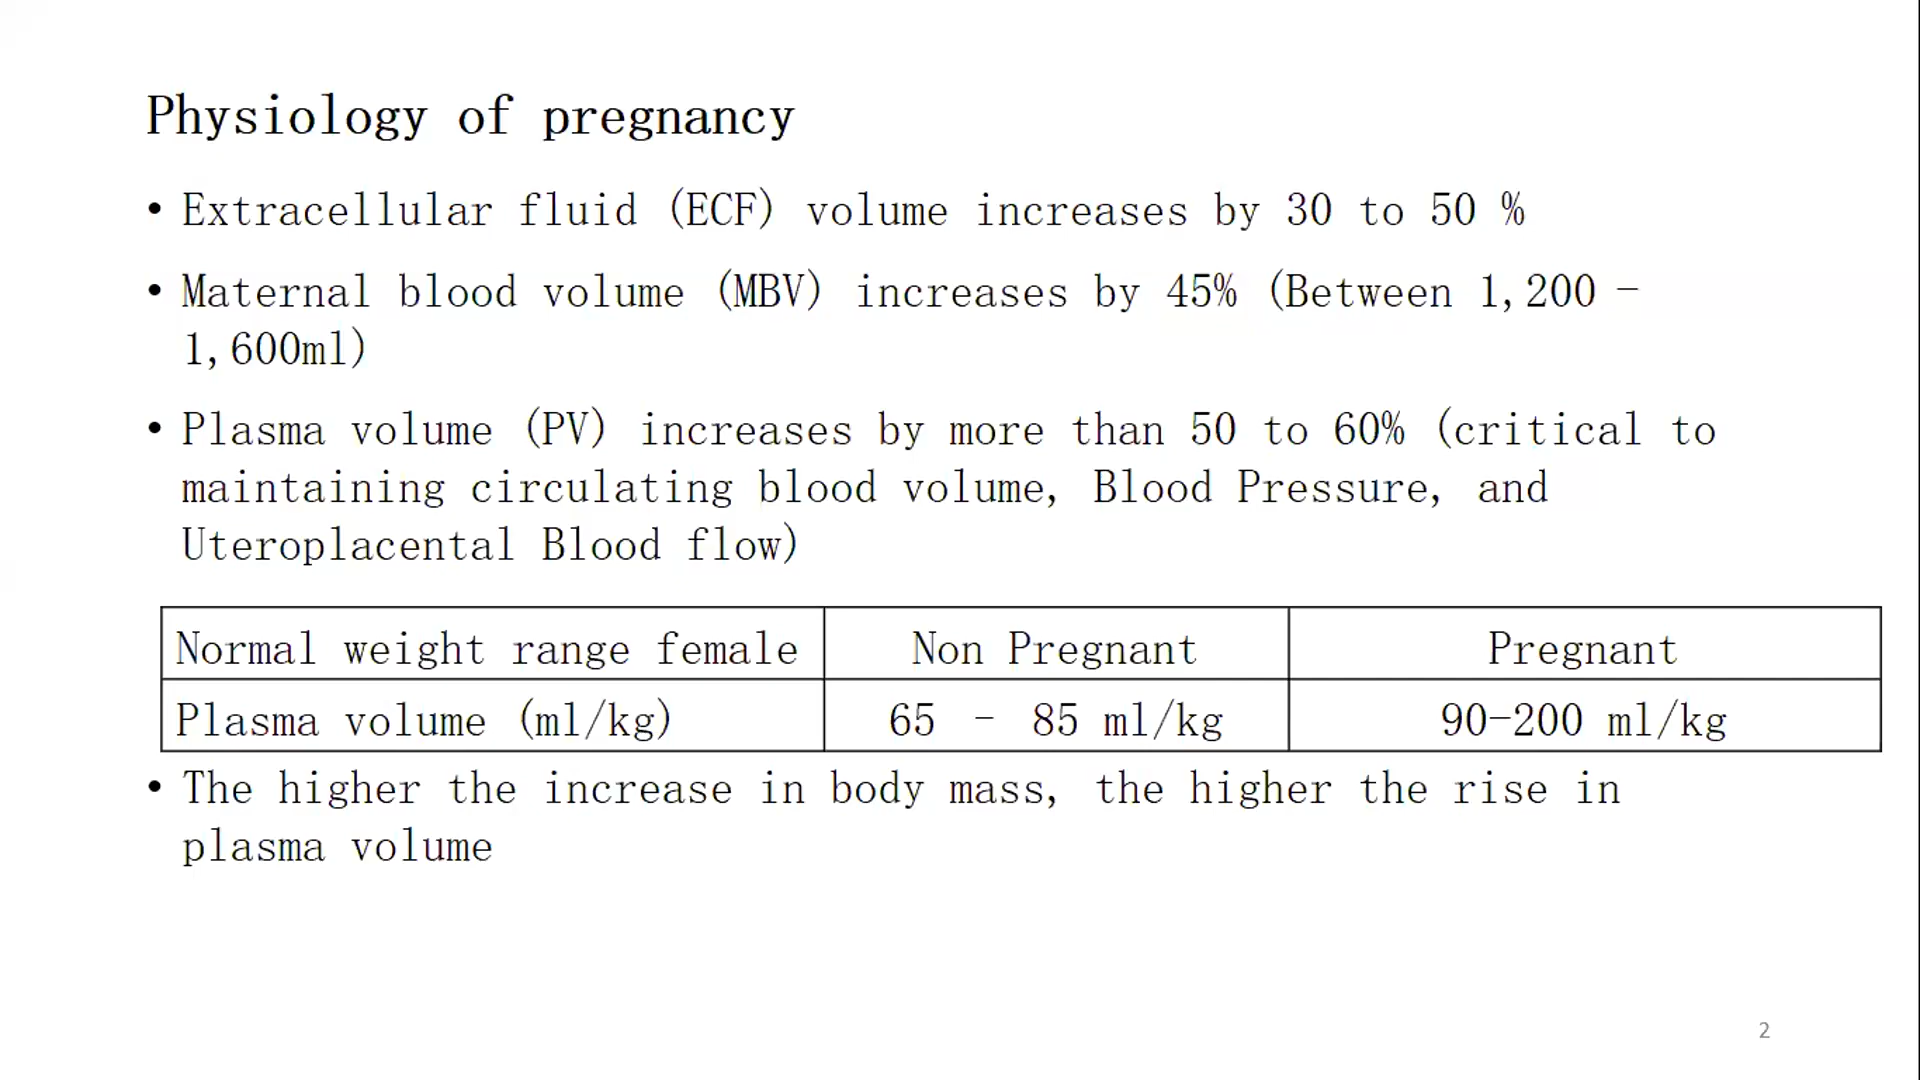 Physiology of pregnancy
• Extracellular fluid (ECF) volume increases by 30 to 50 %
• Maternal blood volume (MBV) increases by 45% (Between 1,200 –
1,600ml)
• Plasma volume (PV) increases by more than 50 to 60% (critical to
maintaining circulating blood volume, Blood Pressure, and
Uteroplacental Blood flow)
Normal weight range female Non Pregnant Pregnant
Plasma volume (ml/kg) 65 – 85 ml/kg 90-200 ml/kg
• The higher the increase in body mass, the higher the rise in
plasma volume
2